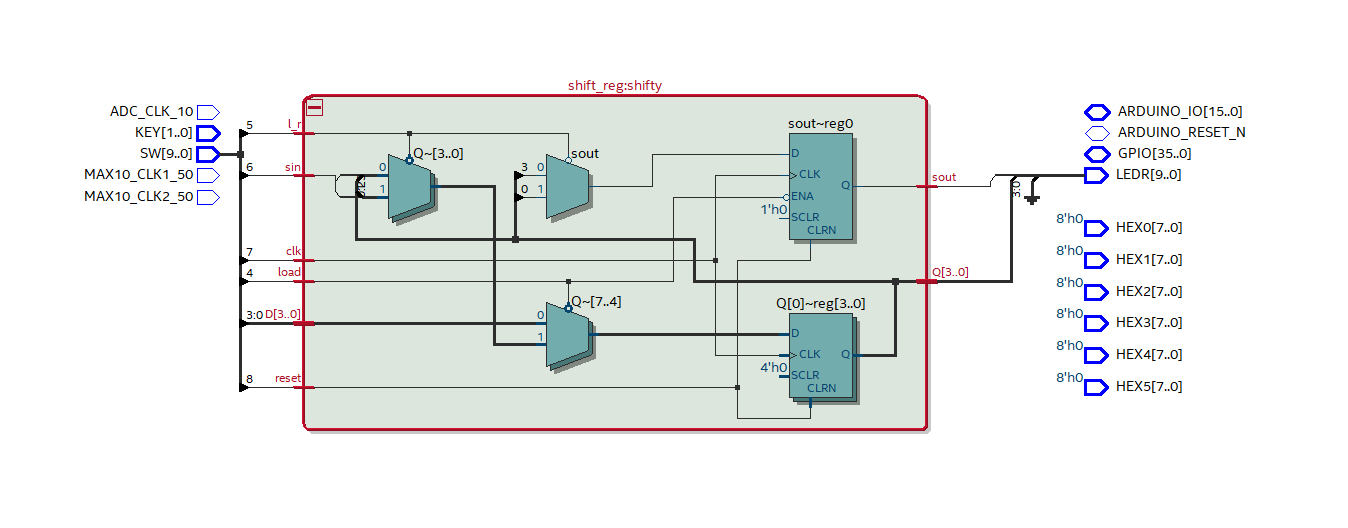 shift_reg:shifty
ADC_CLK_10
KEY[1..0]
SW[9..0]
MAX10_CLK1_50
MAX10_CLK2_50
5
6
7
4
3:0
8
l_r
sin
clk
load
D[3..0]
reset
Q~[3..0]
0
1
sout
3
0
0
1
Q~[7..4]
0
1
sout~reg0
D
CLK
ENA
1'h0
SCLR
CLRN
Q
Q[0]~reg[3..0]
D
CLK
4'h0
SCLR
CLRN
Q
sout
Q[3..0]
3:0
ARDUINO_IO[15..0]
ARDUINO_RESET_N
GPIO[35..0]
LEDR[9..0]
8'h0 HEX0[7..0]
8'h0 HEX1[7..0]
8'h0 HEX2[7..0]
8'h0 HEX3[7..0]
8'h0 HEX4[7..0]
8'h0 HEX5[7..0]